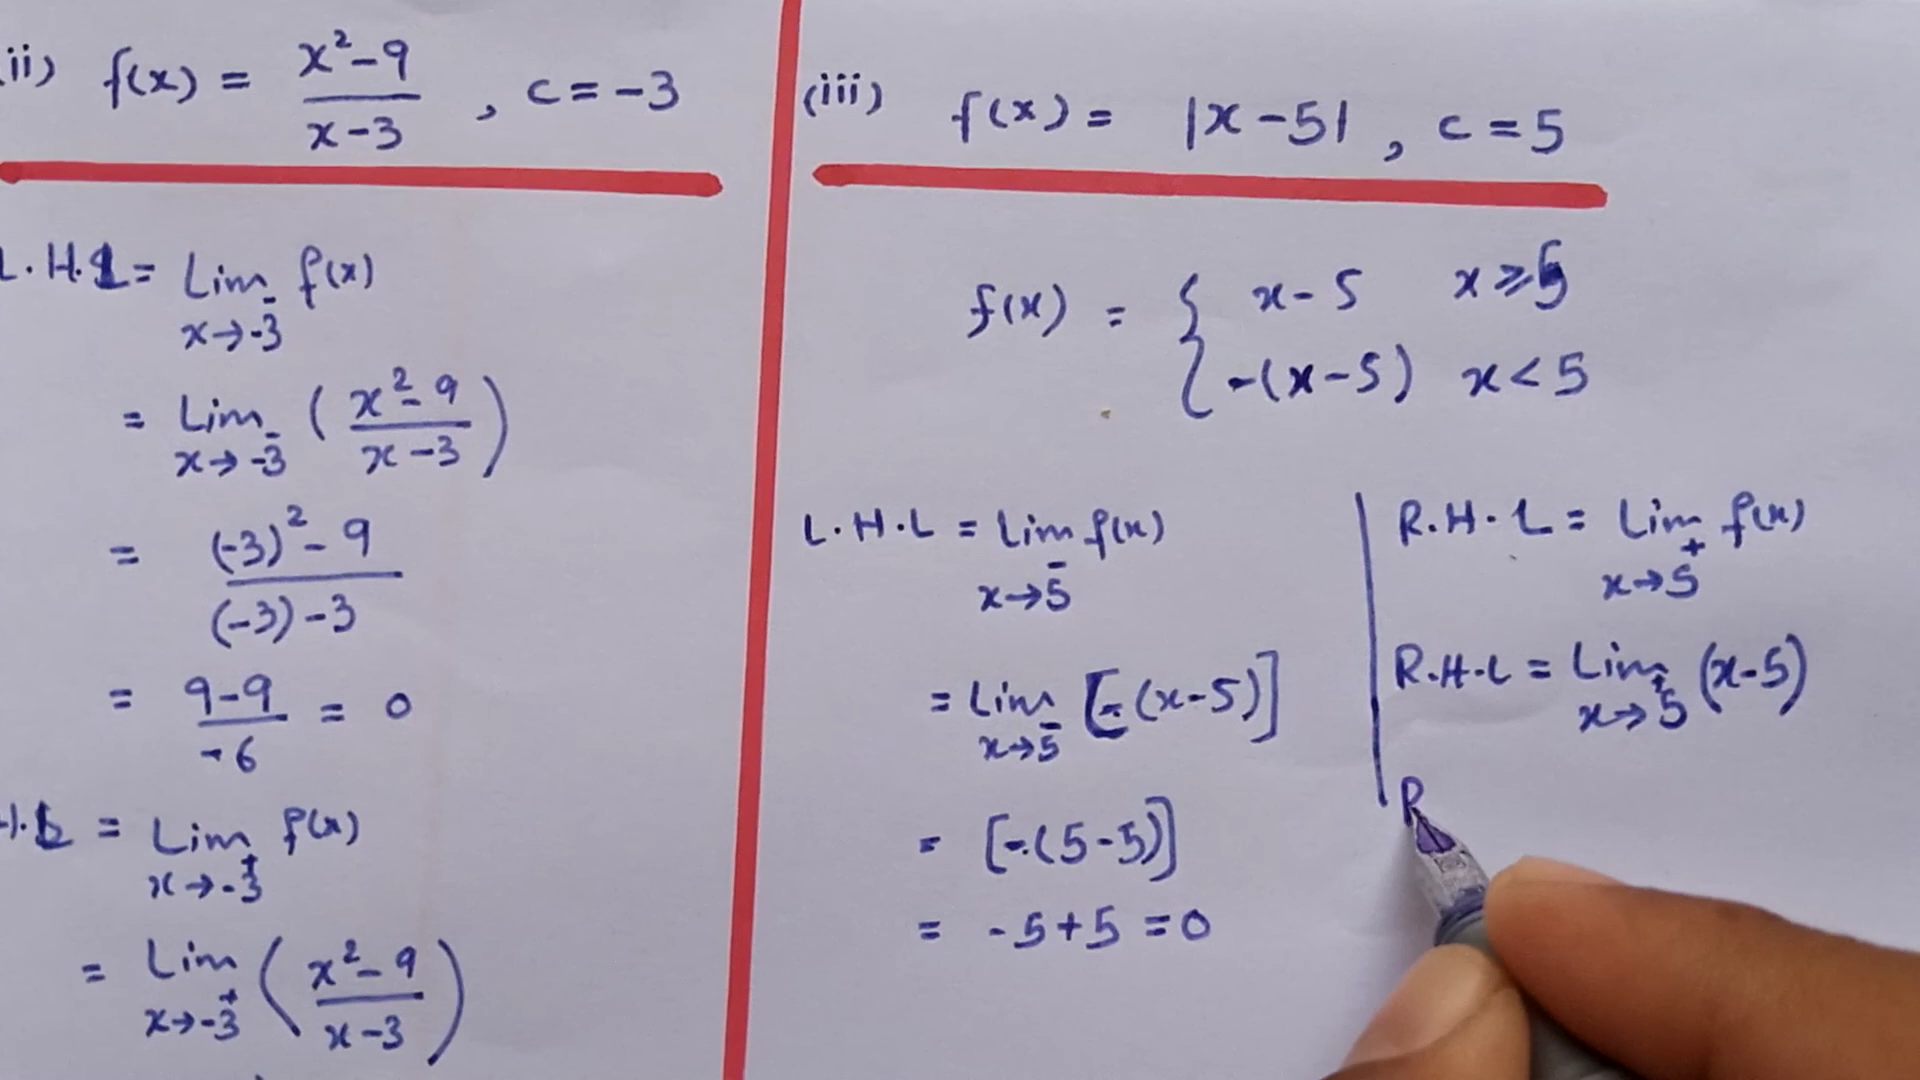 (ii) f(x) = x²-9 / x-3 , c = -3
L.H.L = Lim x→-3⁻ f(x)
= Lim x→-3⁻ (x²-9 / x-3)
= (-3)²-9 / (-3)-3
= 9-9 / -6 = 0
H.L = Lim x→-3⁺ f(x)
= Lim x→-3⁺ (x²-9 / x-3)
(iii) f(x) = |x-5| , c = 5
f(x) = { x-5 x≥5
{ -(x-5) x<5
L.H.L = Lim x→5⁻ f(x)
= Lim x→5⁻ [-(x-5)]
= [-(5-5)]
= -5+5 = 0
R.H.L = Lim x→5⁺ f(x)
R.H.L = Lim x→5⁺ (x-5)
R